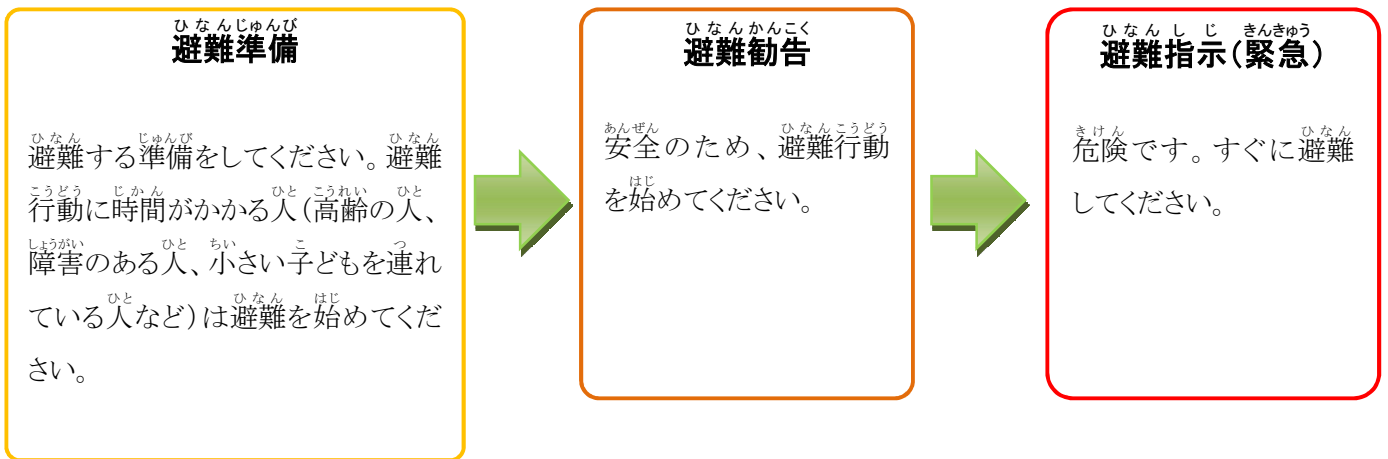 ひなんじゅんび
避難準備
ひなん じゅんび ひなん
避難する準備をしてください。避難
こうどう じかん ひと こうれい ひと
行動に時間がかかる人（高齢の人、
しょうがい ひと ちい こ つ
障害のある人、小さい子どもを連れ
ひと ひなん はじ
ている人など）は避難を始めてくだ
さい。
ひなんかんこく
避難勧告
あんぜん ひなんこうどう
安全のため、避難行動
はじ
を始めてください。
ひなんしじ きんきゅう
避難指示（緊急）
きけん ひなん
危険です。すぐに避難
してください。